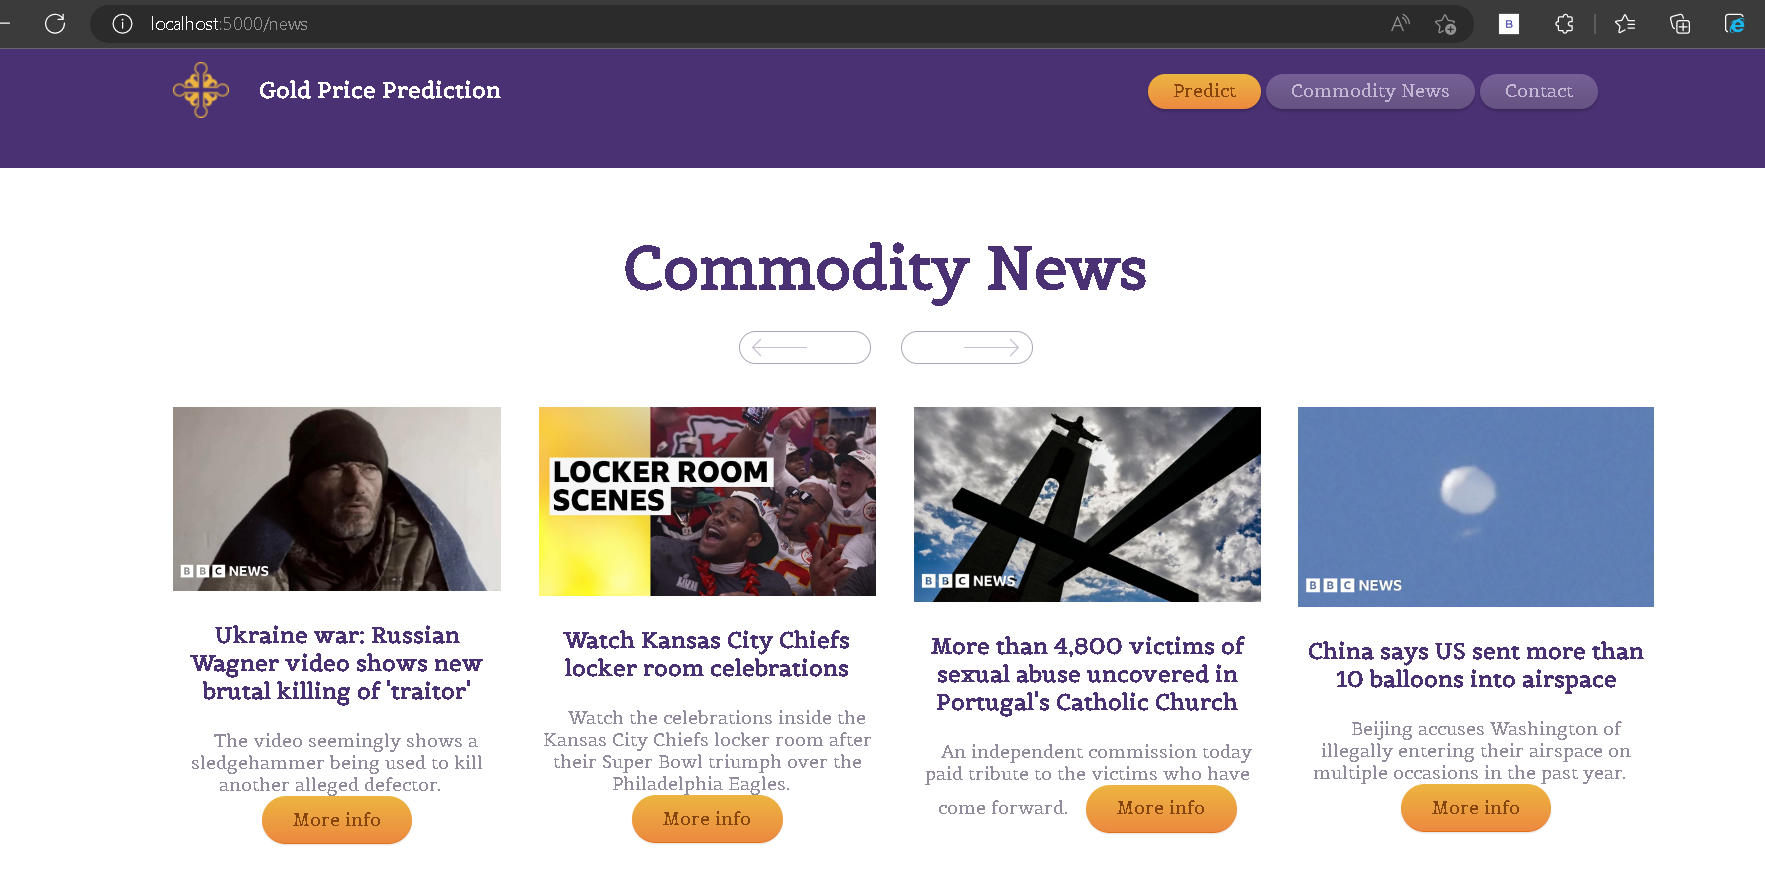 localhost:5000/news
Gold Price Prediction
Predict
Commodity News
Contact
Commodity News
BBC NEWS
Ukraine war: Russian
Wagner video shows new
brutal killing of 'traitor'
The video seemingly shows a
sledgehammer being used to kill
another alleged defector.
More info
LOCKER ROOM
SCENES
Watch Kansas City Chiefs
locker room celebrations
Watch the celebrations inside the
Kansas City Chiefs locker room after
their Super Bowl triumph over the
Philadelphia Eagles.
More info
BBC NEWS
More than 4,800 victims of
sexual abuse uncovered in
Portugal's Catholic Church
An independent commission today
paid tribute to the victims who have
come forward. More info
BBC NEWS
China says US sent more than
10 balloons into airspace
Beijing accuses Washington of
illegally entering their airspace on
multiple occasions in the past year.
More info